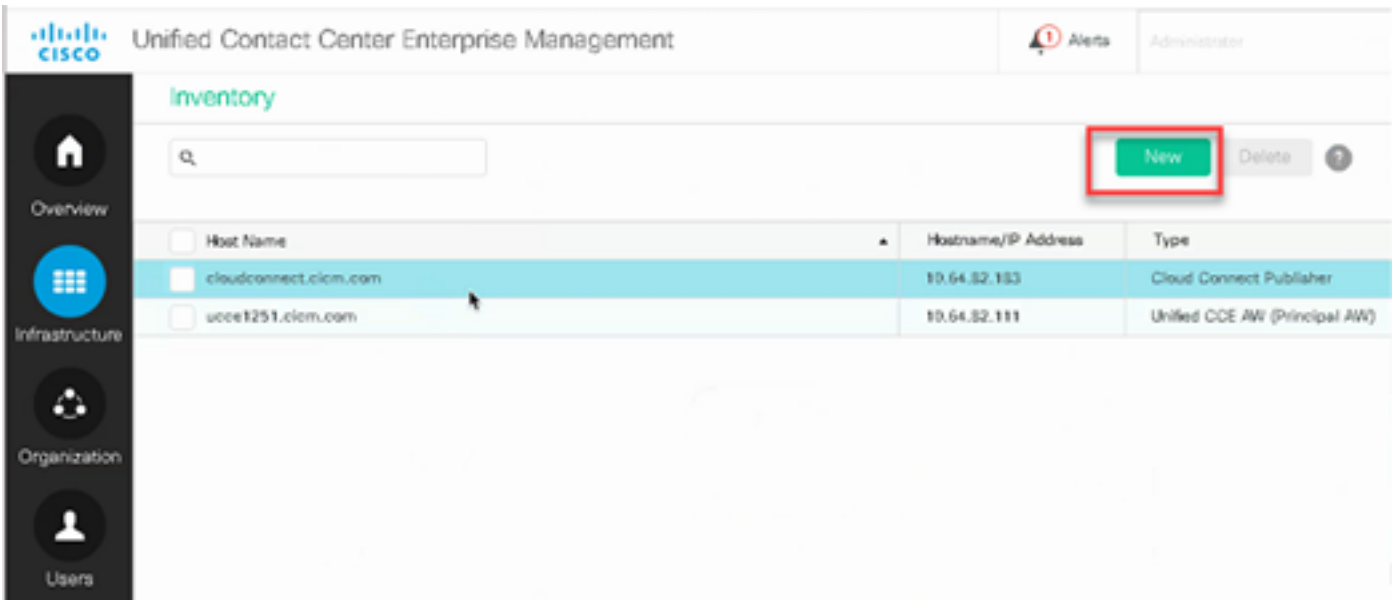 CISCO Unified Contact Center Enterprise Management 1 Alerts Administrator
Inventory
New Delete ?
Overview
Host Name Hostname/IP Address Type
cloudconnect.cicm.com 10.64.82.183 Cloud Connect Publisher
ucce1251.cicm.com 10.64.82.111 Unified CCE AW (Principal AW)
Infrastructure
Organization
Users